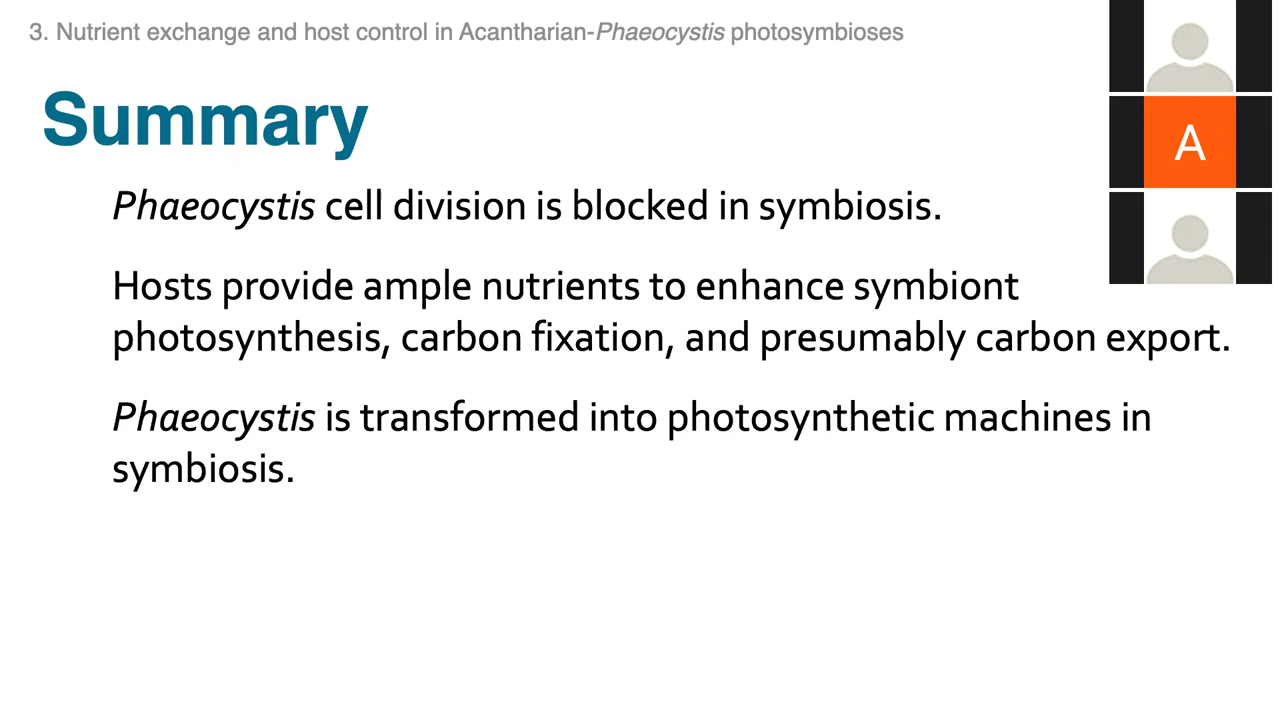 3. Nutrient exchange and host control in Acantharian-Phaeocystis photosymbioses
Summary
A
Phaeocystis cell division is blocked in symbiosis.
Hosts provide ample nutrients to enhance symbiont
photosynthesis, carbon fixation, and presumably carbon export.
Phaeocystis is transformed into photosynthetic machines in
symbiosis.